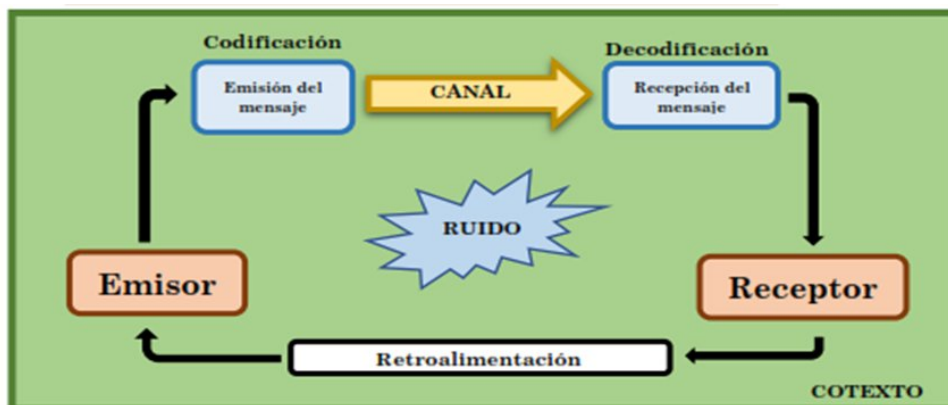 Codificación
Decodificación
Emisión del
mensaje
CANAL
Recepción del
mensaje
RUIDO
Emisor
Receptor
Retroalimentación
COTEXTO